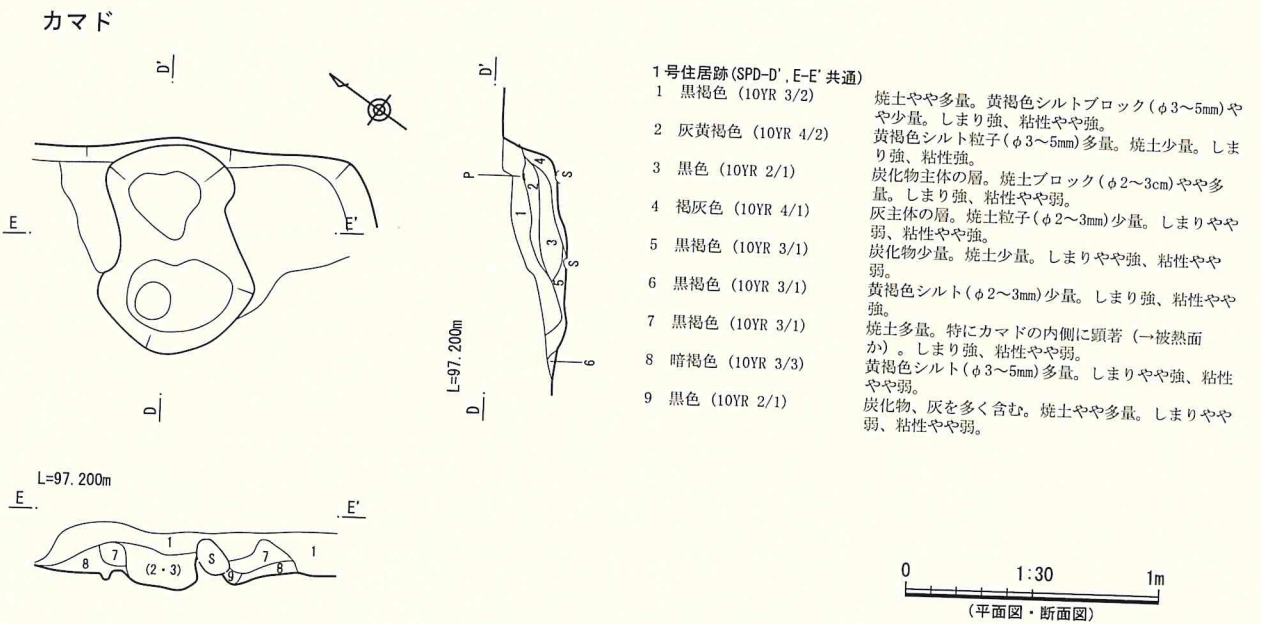 カマド
D'
E
E'
D
D'
P
1
2
4
S
3
S
5
6
L=97.200m
D
1号住居跡(SPD-D', E-E' 共通)
1 黒褐色 (10YR 3/2)
焼土やや多量。黄褐色シルトブロック(φ3〜5mm)や
や少量。しまり強、粘性やや強。
2 灰黄褐色 (10YR 4/2)
黄褐色シルト粒子(φ3〜5mm)多量。焼土少量。しま
り強、粘性強。
3 黒色 (10YR 2/1)
炭化物主体の層。焼土ブロック(φ2〜3cm)やや多
量。しまり強、粘性やや弱。
4 褐灰色 (10YR 4/1)
灰主体の層。焼土粒子(φ2〜3mm)少量。しまりやや
弱、粘性やや強。
5 黒褐色 (10YR 3/1)
炭化物少量。焼土少量。しまりやや強、粘性やや
弱。
6 黒褐色 (10YR 3/1)
黄褐色シルト(φ2〜3mm)少量。しまり強、粘性やや
強。
7 黒褐色 (10YR 3/1)
焼土多量。特にカマドの内側に顕著 (→被熱面
か) 。しまり強、粘性やや弱。
8 暗褐色 (10YR 3/3)
黄褐色シルト(φ3〜5mm)多量。しまりやや強、粘性
やや弱。
9 黒色 (10YR 2/1)
炭化物、灰を多く含む。焼土やや多量。しまりやや
弱、粘性やや弱。
L=97.200m
E
E'
8 7 1 (2・3) S 9 7 8 1
0 1:30 1m
(平面図・断面図)